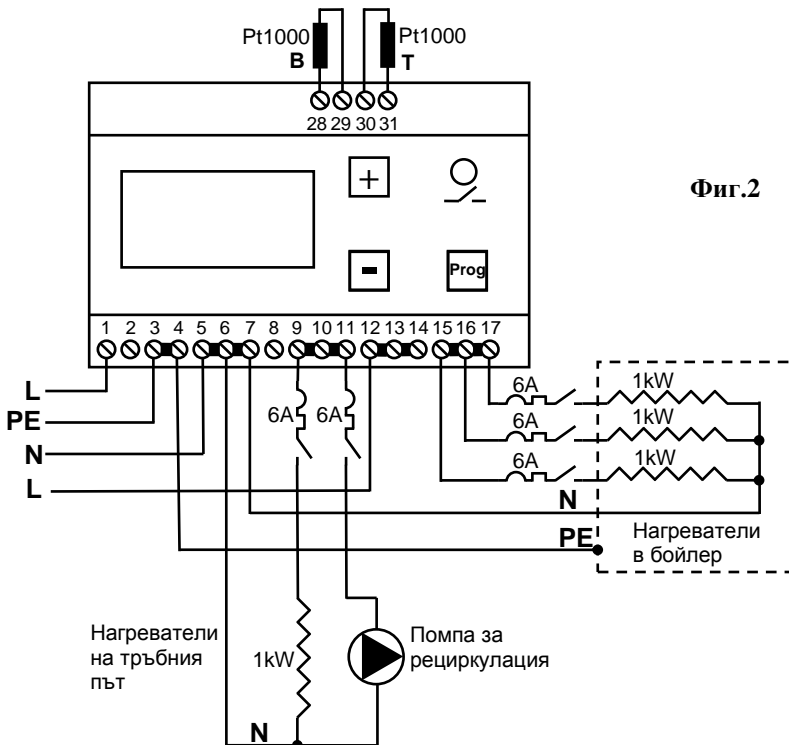 Pt1000 Pt1000
B T
28 29 30 31
+
Фиг.2
- Prog
1 2 3 4 5 6 7 8 9 10 11 12 13 14 15 16 17
L
PE
N
L
6A 6A
6A 1kW
6A 1kW
6A 1kW
N
PE
Нагреватели
в бойлер
Нагреватели
на тръбния
път
1kW
Помпа за
рециркулация
N